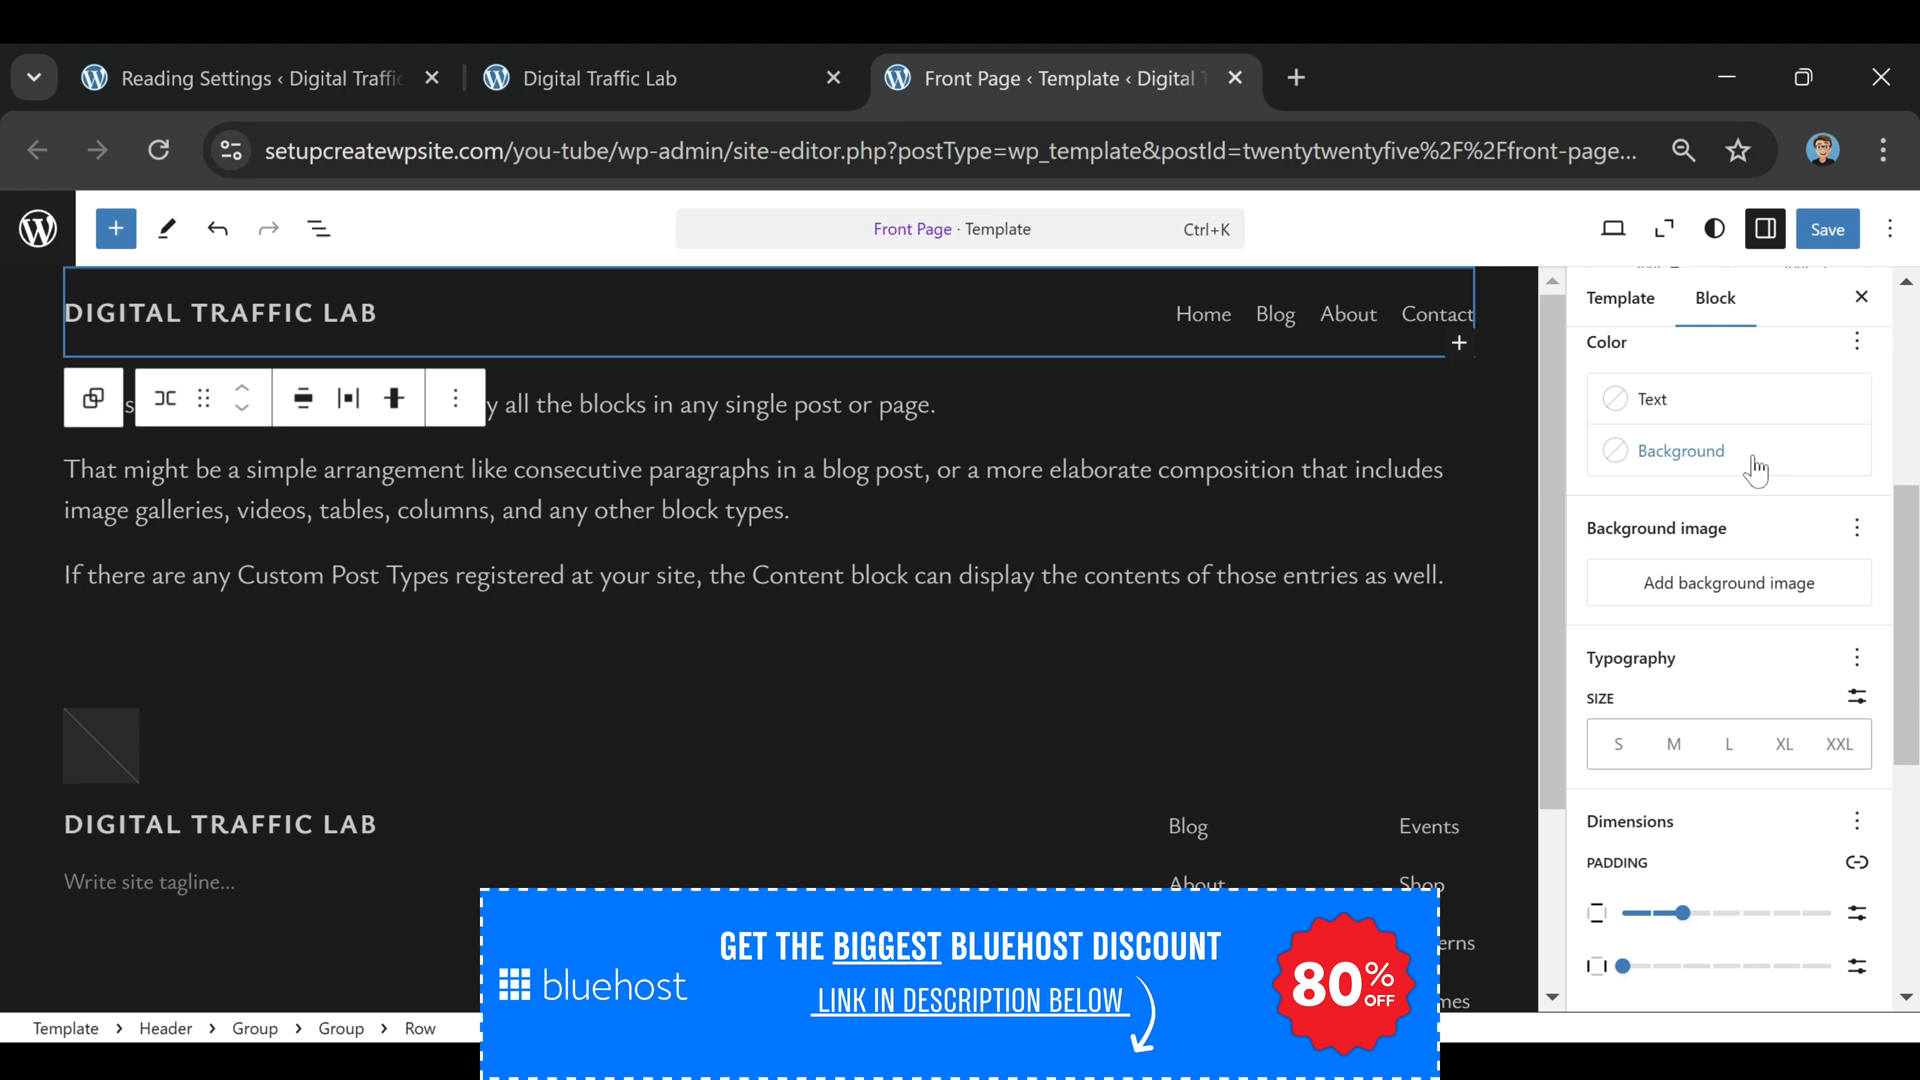 Reading Settings ‹ Digital Traffic
Digital Traffic Lab
Front Page ‹ Template ‹ Digital
setupcreatewpsite.com/you-tube/wp-admin/site-editor.php?postType=wp_template&postId=twentytwentyfive%2F%2Ffront-page...
Front Page · Template
Ctrl+K
Save
DIGITAL TRAFFIC LAB
Home Blog About Contact
Template Block
Color
Text
Background
s
y all the blocks in any single post or page.
That might be a simple arrangement like consecutive paragraphs in a blog post, or a more elaborate composition that includes
image galleries, videos, tables, columns, and any other block types.
If there are any Custom Post Types registered at your site, the Content block can display the contents of those entries as well.
Background image
Add background image
Typography
SIZE
S M L XL XXL
Dimensions
PADDING
DIGITAL TRAFFIC LAB
Write site tagline...
Blog
Events
About
Shop
erns
mes
GET THE BIGGEST BLUEHOST DISCOUNT
bluehost
LINK IN DESCRIPTION BELOW
80% OFF
Template › Header › Group › Group › Row